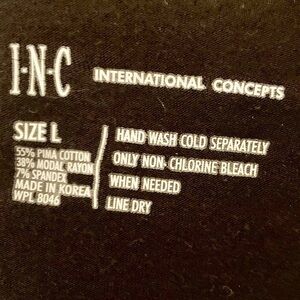 I·N·C INTERNATIONAL CONCEPTS
SIZE L
55% PIMA COTTON
38% MODAL RAYON
7% SPANDEX
MADE IN KOREA
WPL 8046
HAND WASH COLD SEPARATELY
ONLY NON-CHLORINE BLEACH
WHEN NEEDED
LINE DRY